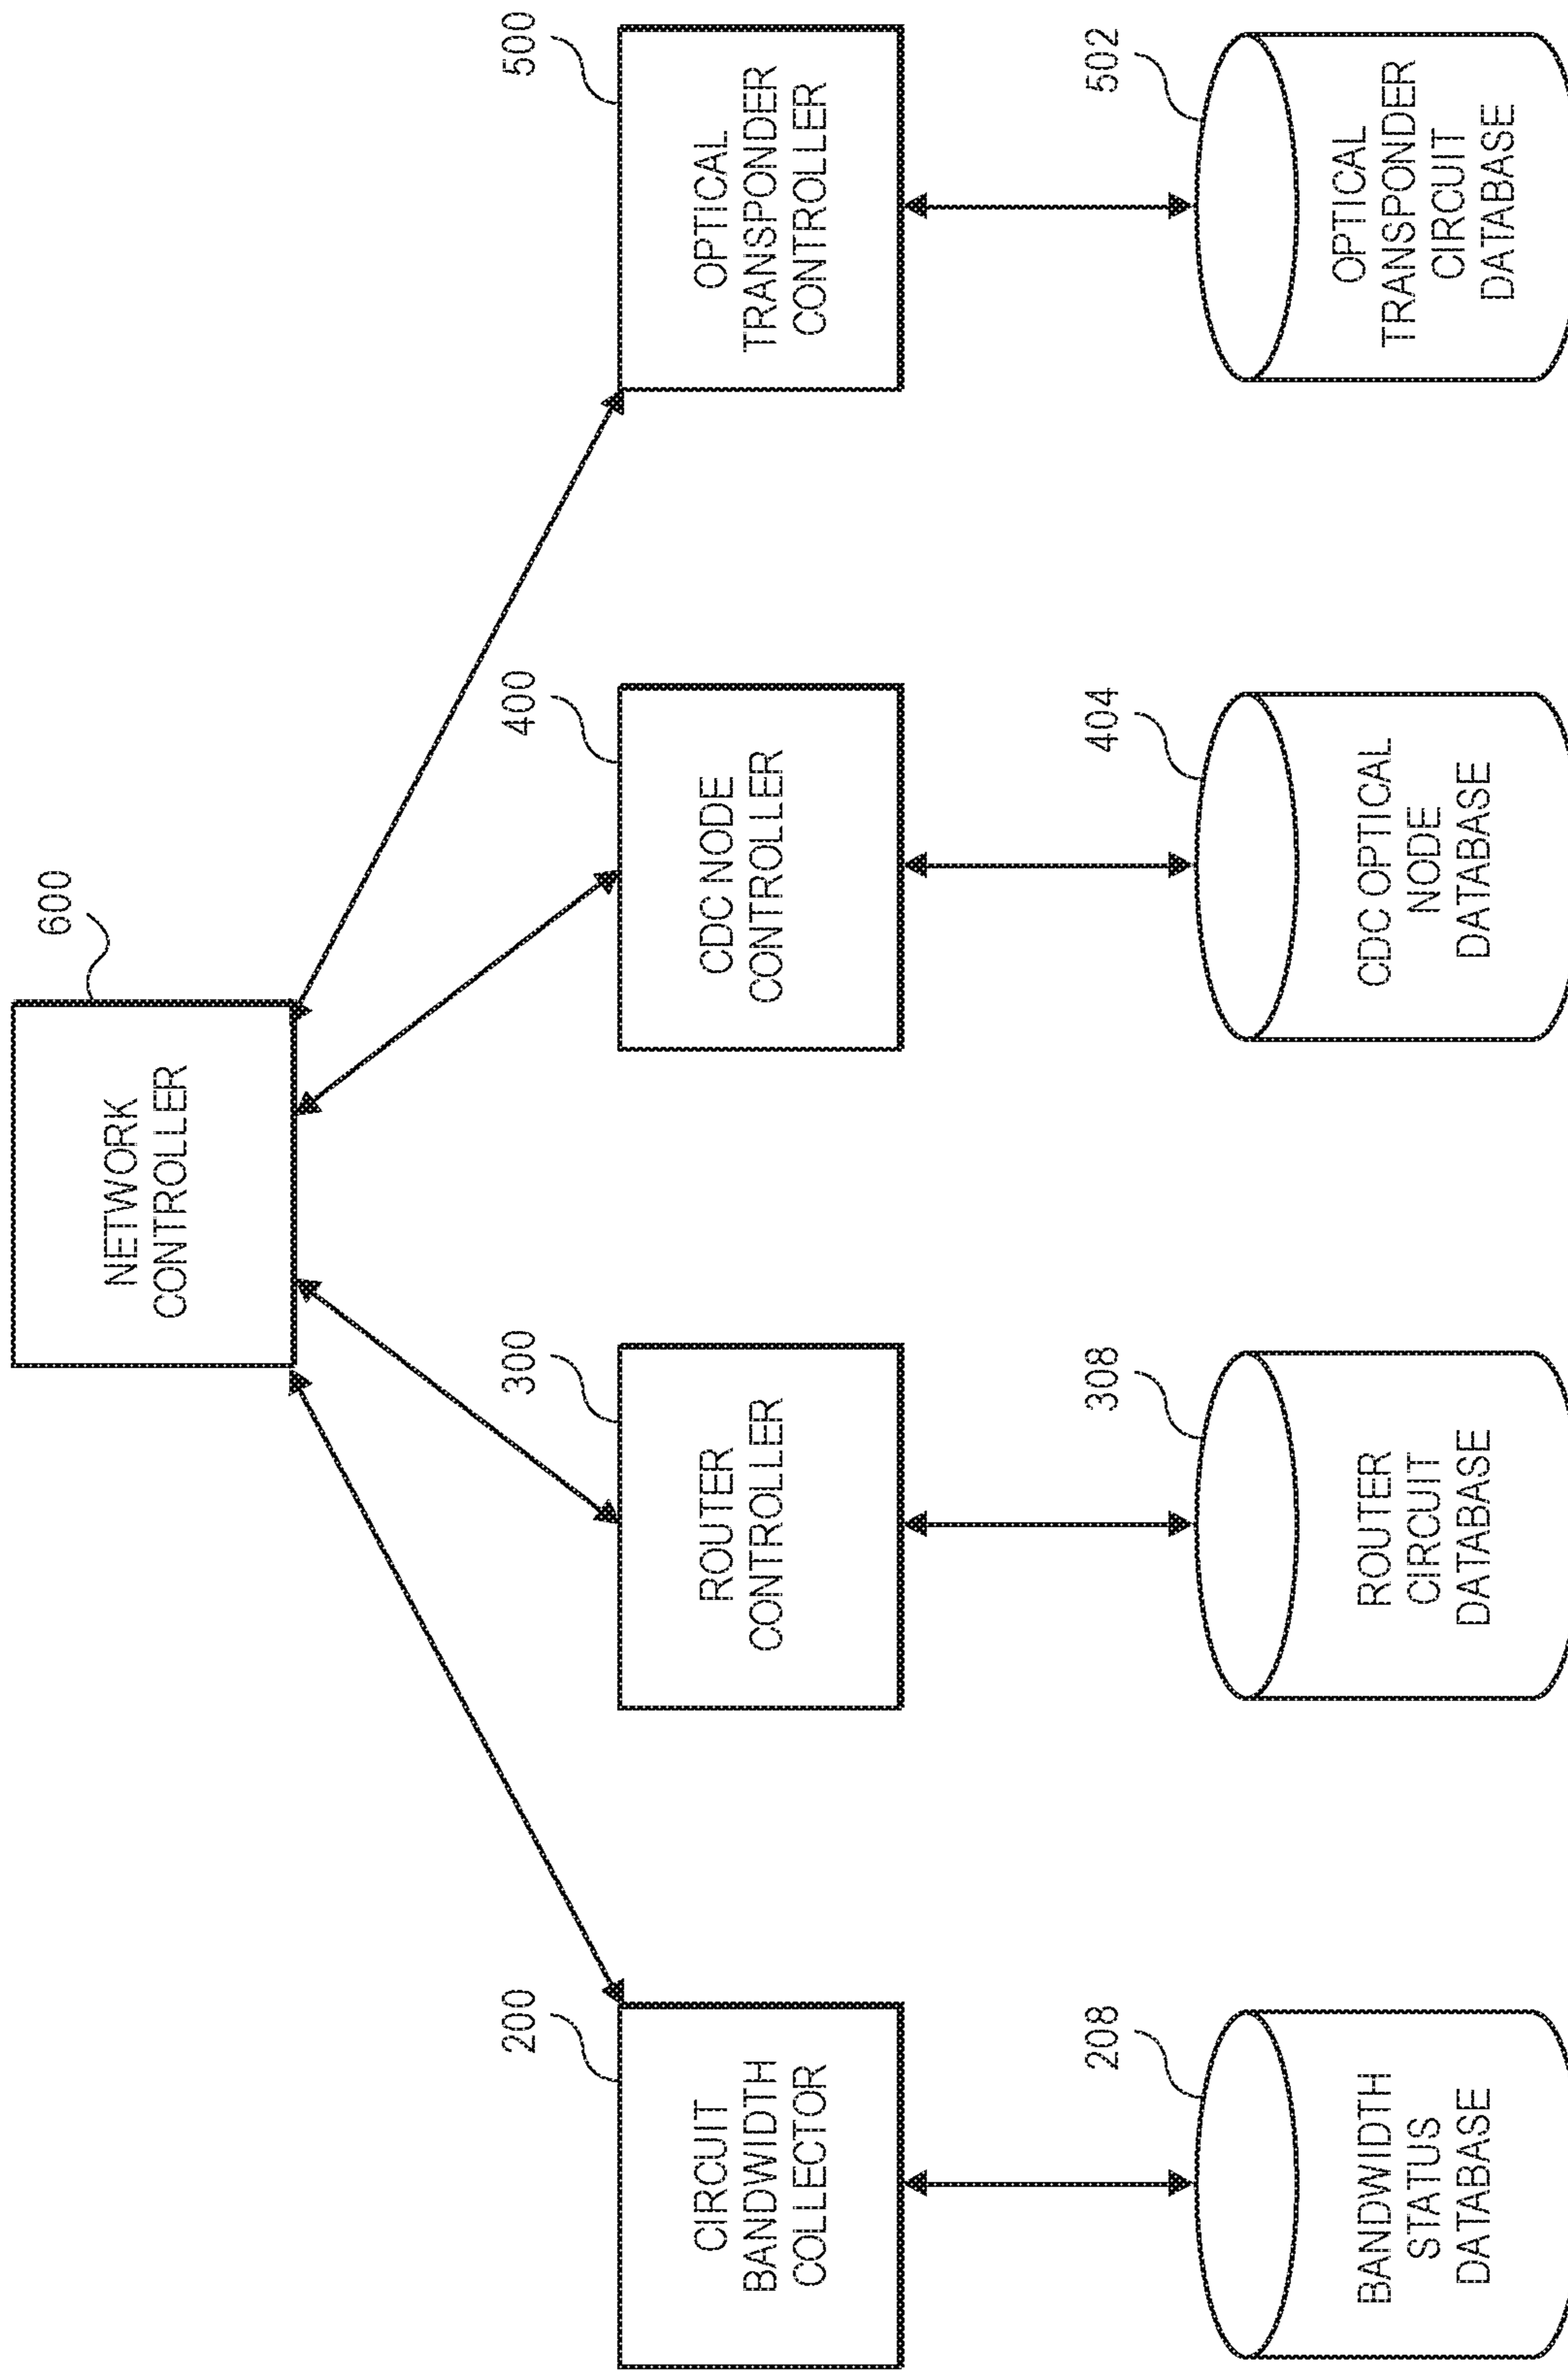 600
NETWORK
CONTROLLER
200
CIRCUIT
BANDWIDTH
COLLECTOR
300
ROUTER
CONTROLLER
400
CDC NODE
CONTROLLER
500
OPTICAL
TRANSPONDER
CONTROLLER
208
BANDWIDTH
STATUS
DATABASE
308
ROUTER
CIRCUIT
DATABASE
404
CDC OPTICAL
NODE
DATABASE
502
OPTICAL
TRANSPONDER
CIRCUIT
DATABASE